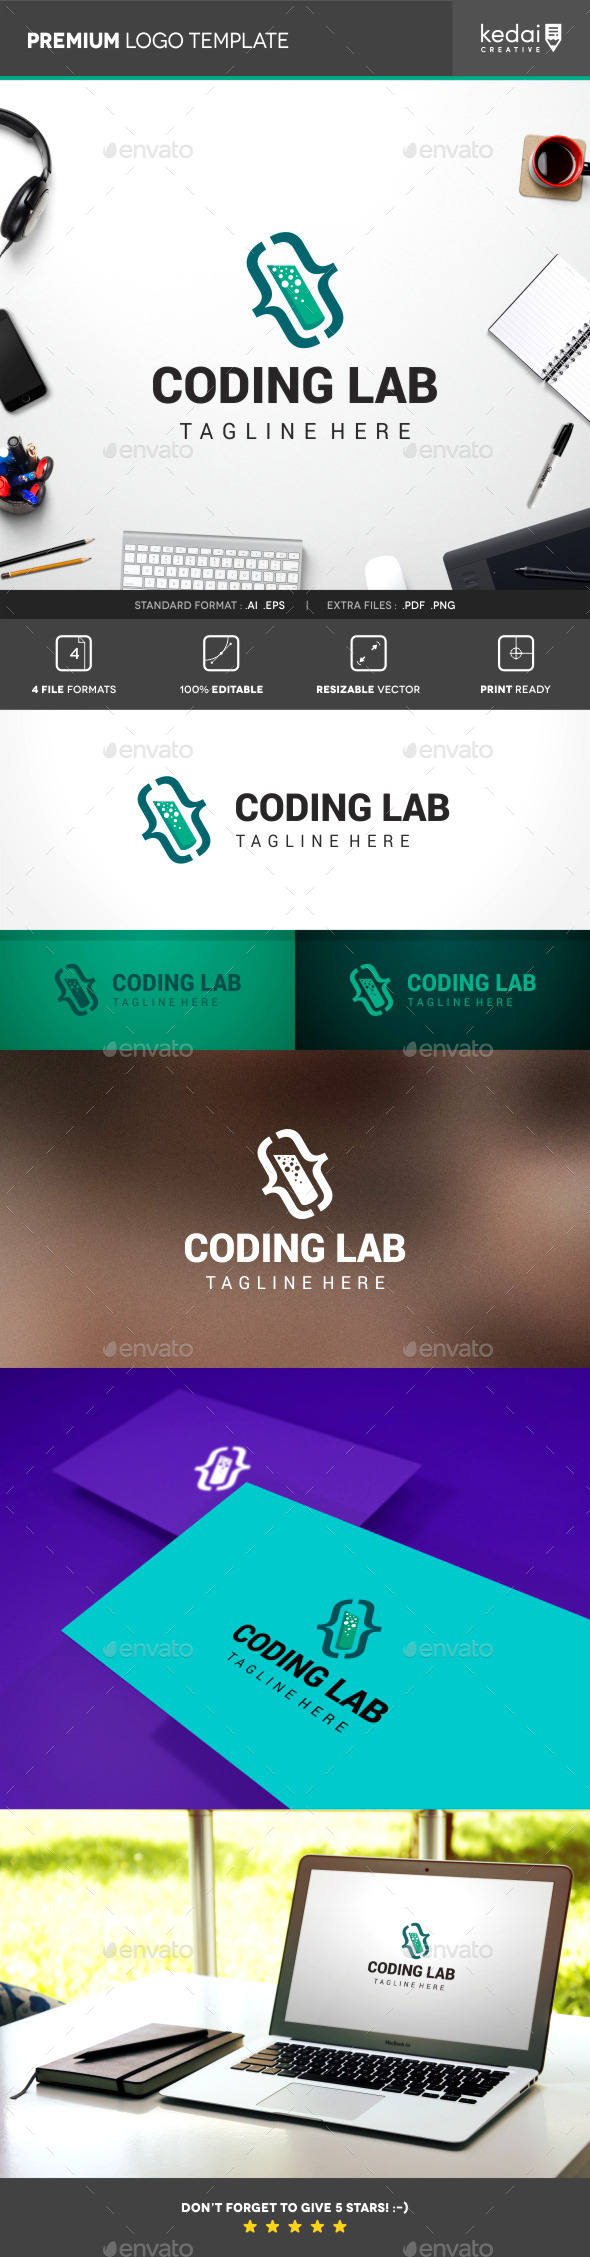 PREMIUM LOGO TEMPLATE
kedai
CREATIVE
envato envato
CODING LAB
TAGLINE HERE
envato envato
STANDARD FORMAT : .AI .EPS | EXTRA FILES : .PDF .PNG
4
4 FILE FORMATS
100% EDITABLE
RESIZABLE VECTOR
PRINT READY
envato envato
CODING LAB
TAGLINE HERE
CODING LAB
TAGLINE HERE
CODING LAB
TAGLINE HERE
envato envato
CODING LAB
TAGLINE HERE
envato envato
CODING LAB
TAGLINE HERE
envato envato
envato envato
CODING LAB
TAGLINE HERE
MacBook Air
DON'T FORGET TO GIVE 5 STARS! :-)
envato envato